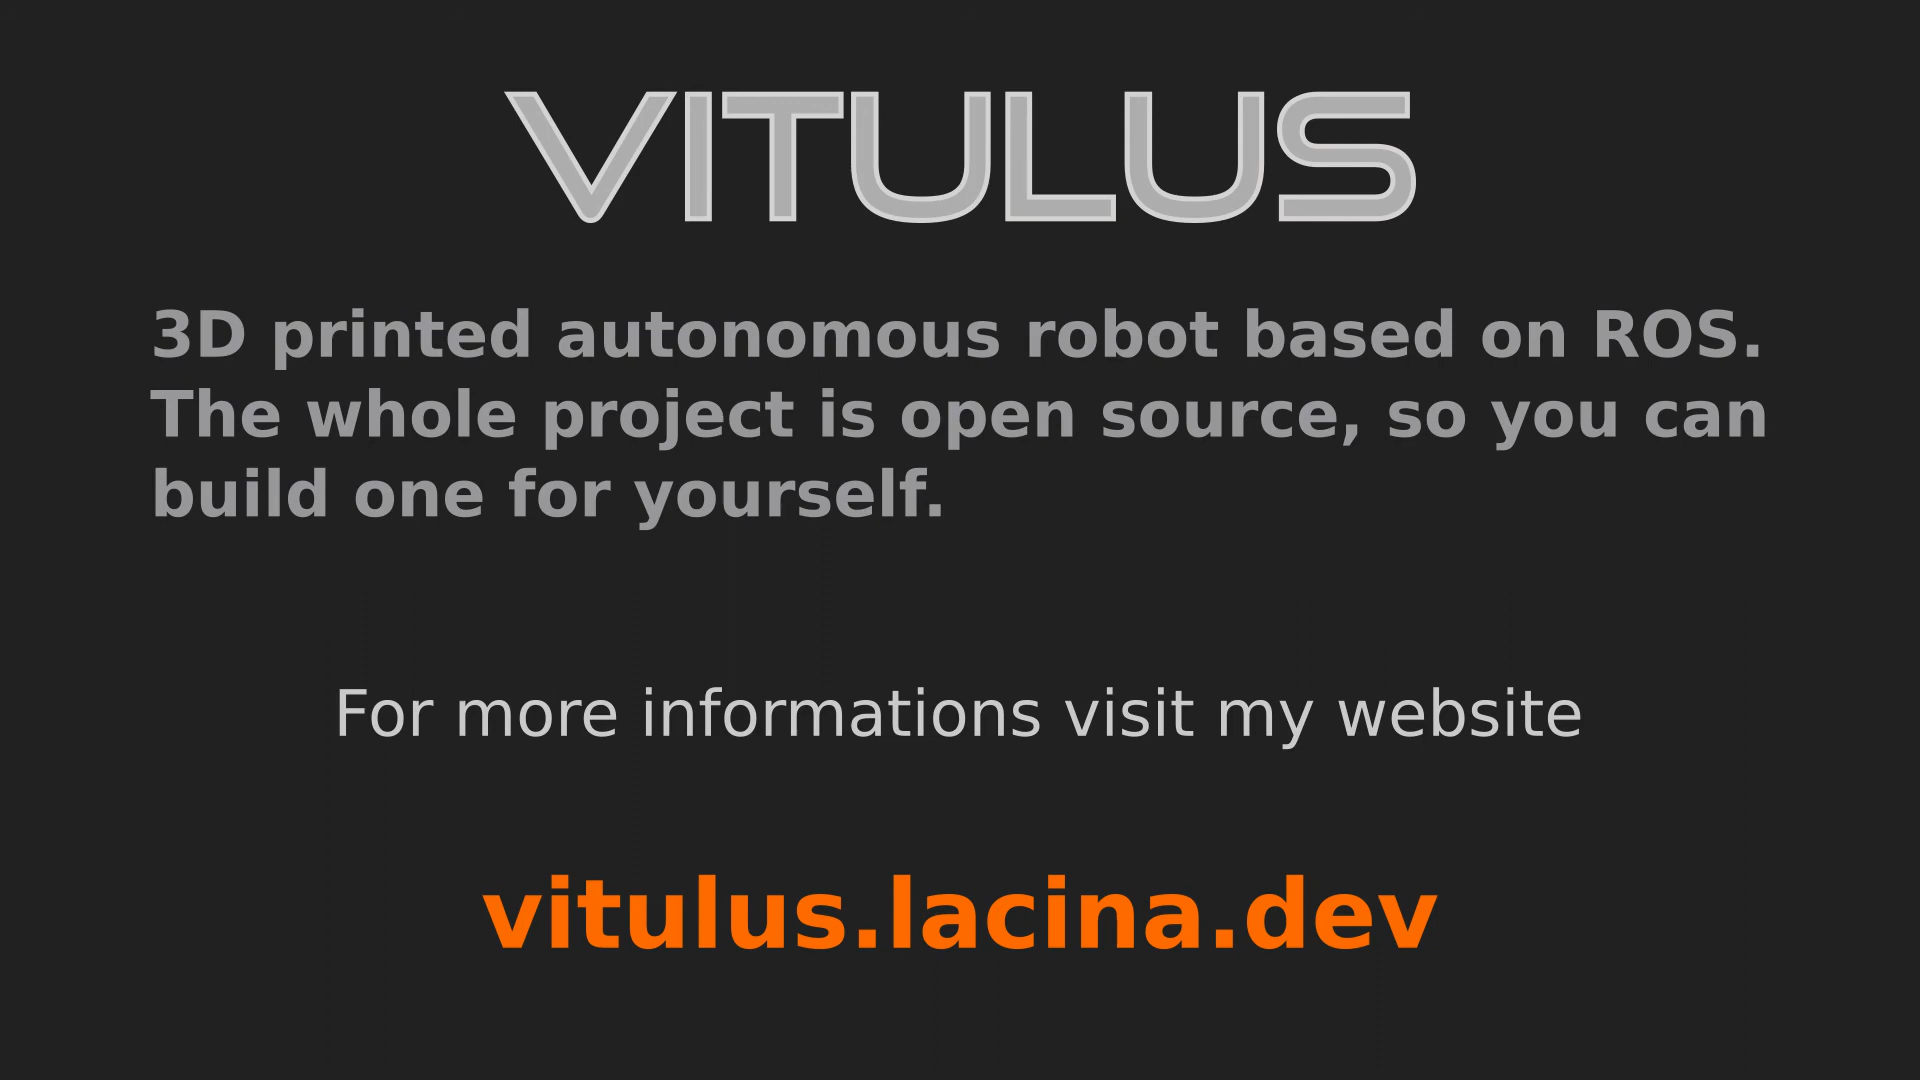 VITULUS
3D printed autonomous robot based on ROS.
The whole project is open source, so you can
build one for yourself.
For more informations visit my website
vitulus.lacina.dev